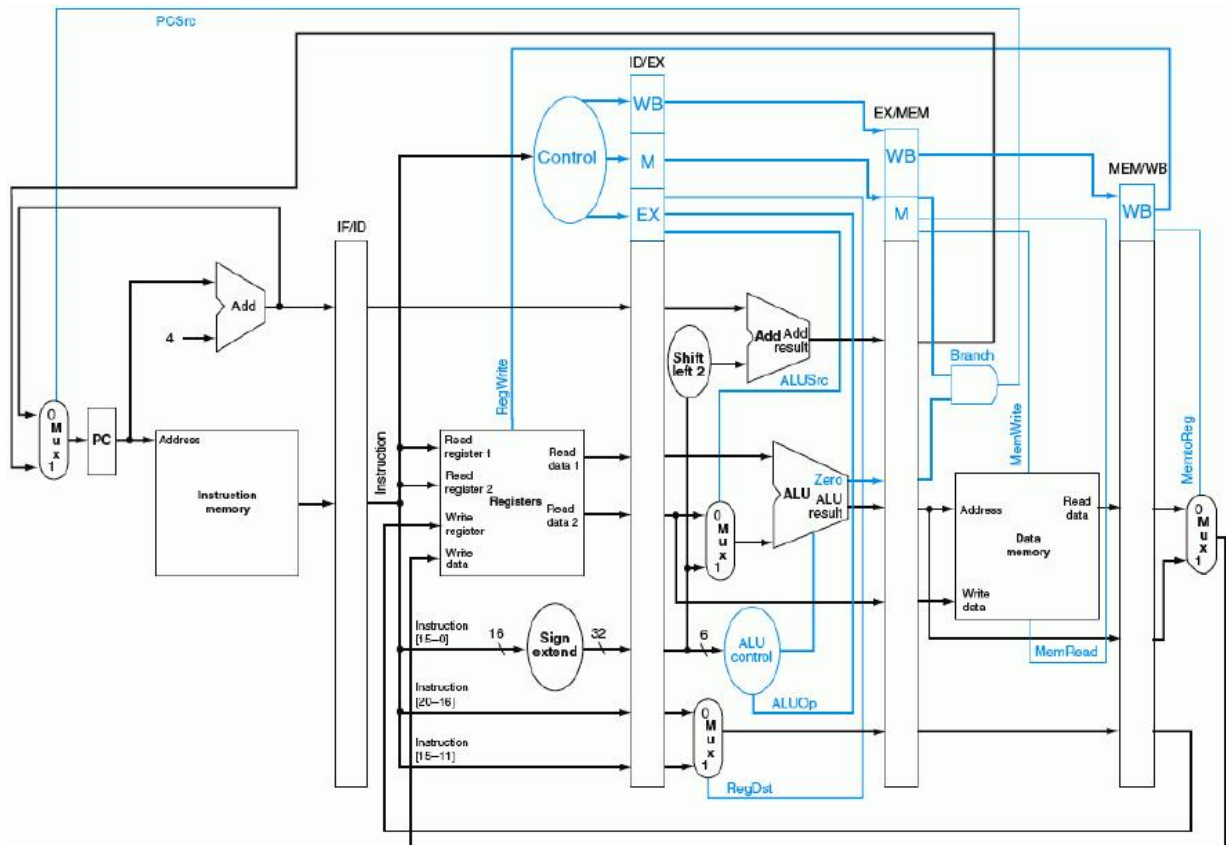 PCSrc
ID/EX
WB
EX/MEM
Control
M
WB
MEM/WB
EX
M
WB
IF/ID
Add
4
Add
Add
result
Shift
left 2
Branch
ALUSrc
RegWrite
MemWrite
MemtoReg
0
M
u
x
1
PC
Address
Instruction
memory
Instruction
Read
register 1
Read
data 1
Read
register 2
Registers
Read
data 2
Write
register
Write
data
0
M
u
x
1
Zero
ALU
ALU
result
Address
Read
data
Data
memory
Write
data
0
M
u
x
1
Instruction
[15–0]
16
Sign
extend
32
6
ALU
control
MemRead
Instruction
[20–16]
ALUOp
0
M
u
x
1
Instruction
[15–11]
RegDst